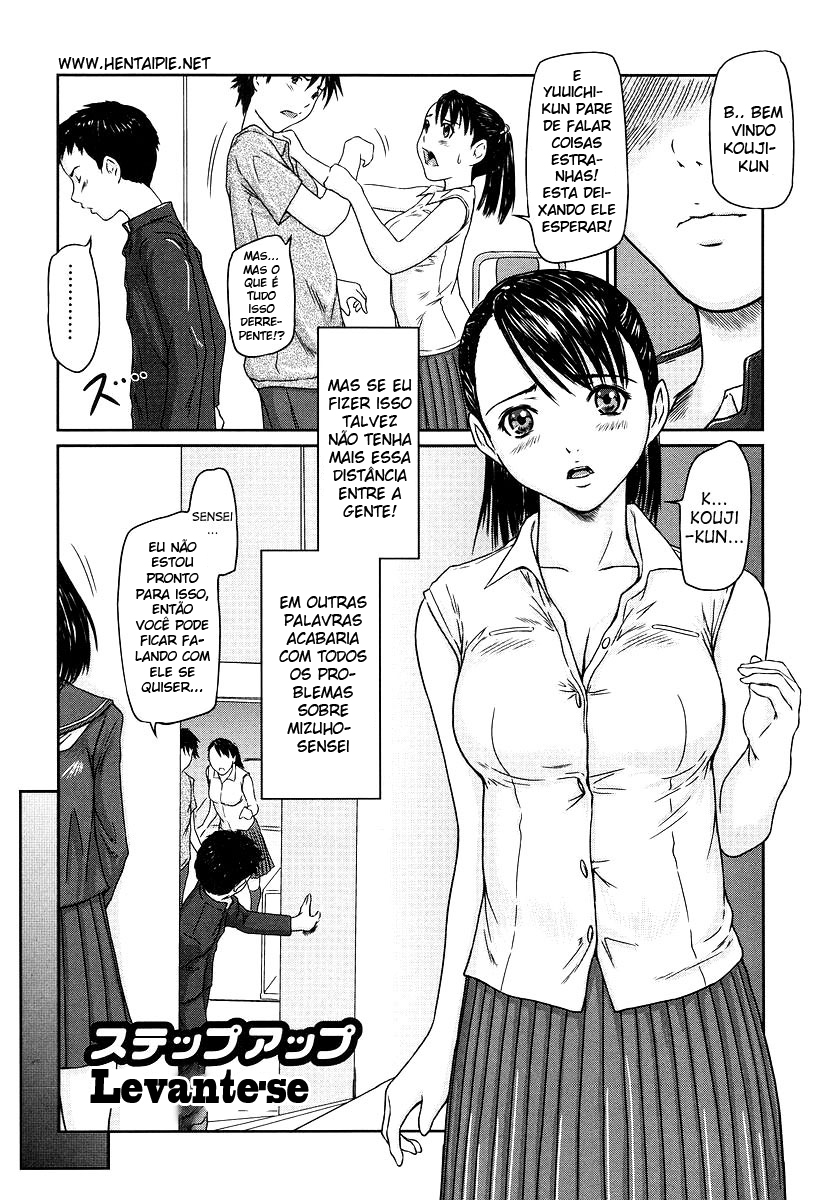 WWW.HENTAIPIE.NET
B.. BEM
VINDO
KOUJI-
KUN
E
YUUICHI-
KUN PARE
DE FALAR
COISAS
ESTRA-
NHAS!
ESTA DEI-
XANDO ELE
ESPERAR!
MAS...
MAS O
QUE É
TUDO
ISSO
DERRE-
PENTE!?
.........
ス...
MAS SE EU
FIZER ISSO
TALVEZ
NÃO TENHA
MAIS ESSA
DISTÂNCIA
ENTRE A
GENTE!
K...
KOUJI
-KUN...
EM OUTRAS
PALAVRAS
ACABARIA
COM TODOS
OS PRO-
BLEMAS
SOBRE
MIZUHO-
SENSEI
SENSEI
...
EU NÃO
ESTOU
PRONTO
PARA ISSO,
ENTÃO
VOCÊ PODE
FICAR FA-
LANDO COM
ELE SE
QUISER...
ステップアップ
Levante-se